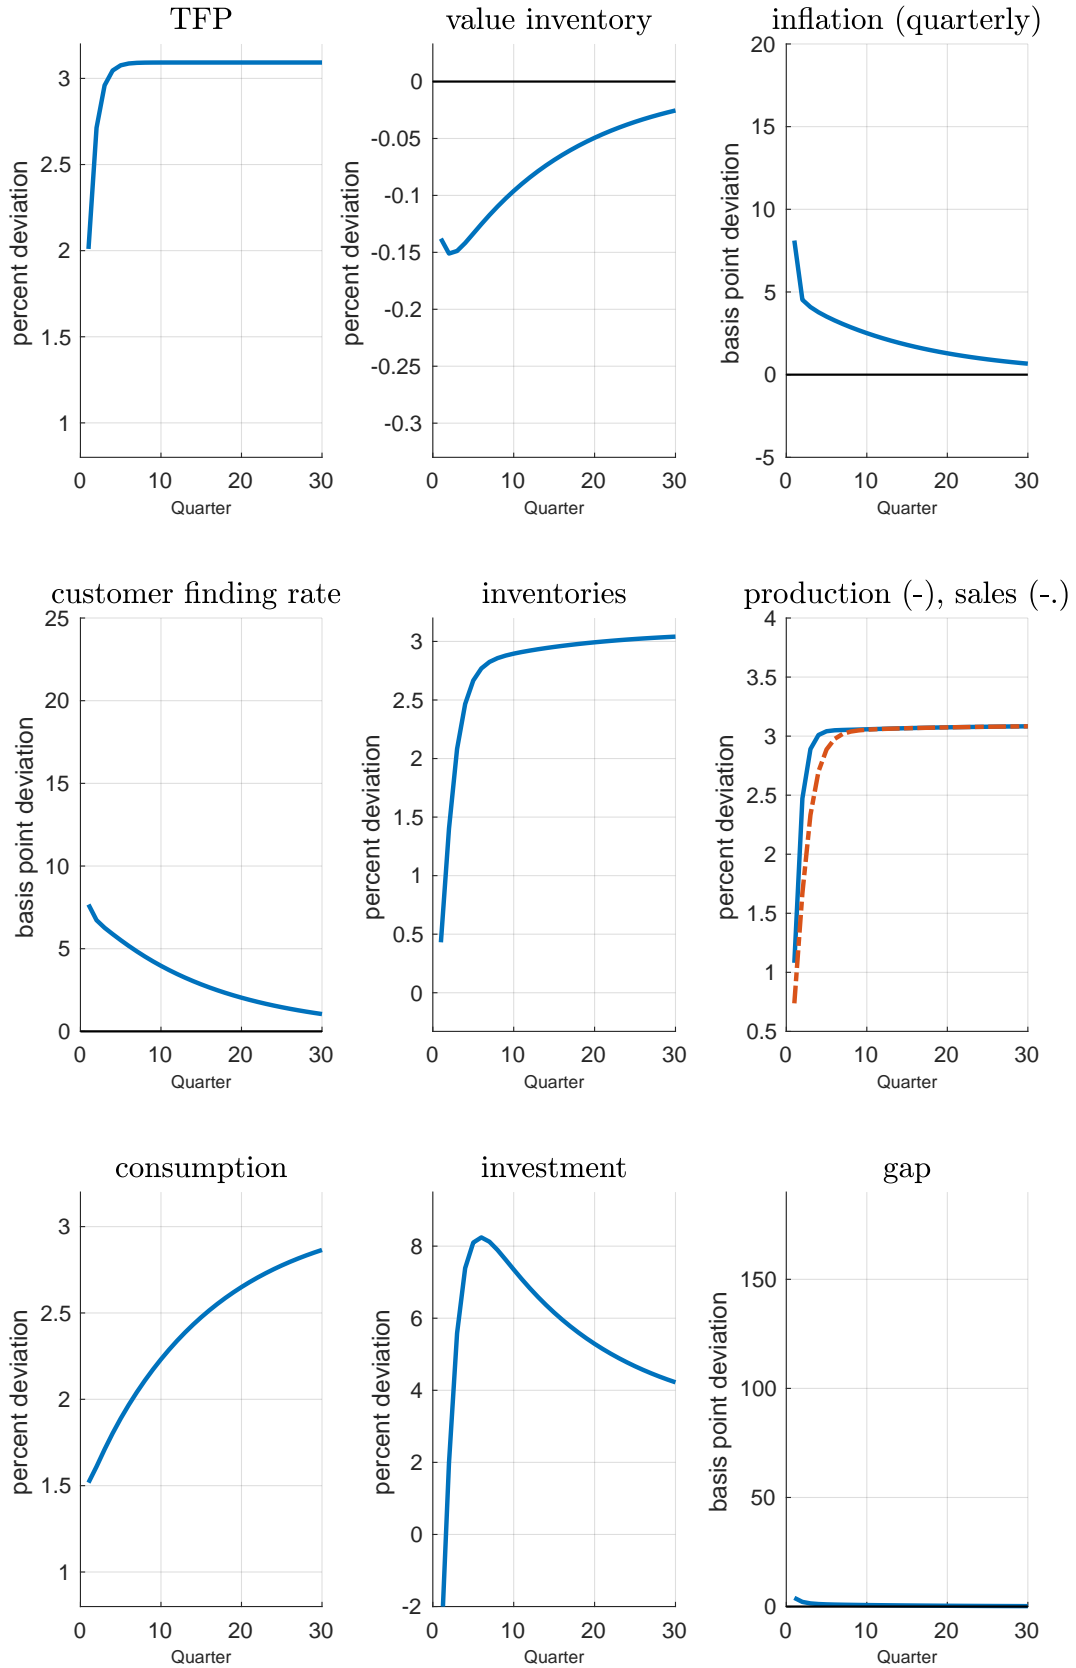 TFP
3
2.5
2
1.5
1
percent deviation
0 10 20 30
Quarter
value inventory
0
-0.05
-0.1
-0.15
-0.2
-0.25
-0.3
percent deviation
0 10 20 30
Quarter
inflation (quarterly)
20
15
10
5
0
-5
basis point deviation
0 10 20 30
Quarter
customer finding rate
25
20
15
10
5
0
basis point deviation
0 10 20 30
Quarter
inventories
3
2.5
2
1.5
1
0.5
0
percent deviation
0 10 20 30
Quarter
production (-), sales (-.)
4
3.5
3
2.5
2
1.5
1
0.5
percent deviation
0 10 20 30
Quarter
consumption
3
2.5
2
1.5
1
percent deviation
0 10 20 30
Quarter
investment
8
6
4
2
0
-2
percent deviation
0 10 20 30
Quarter
gap
150
100
50
0
basis point deviation
0 10 20 30
Quarter